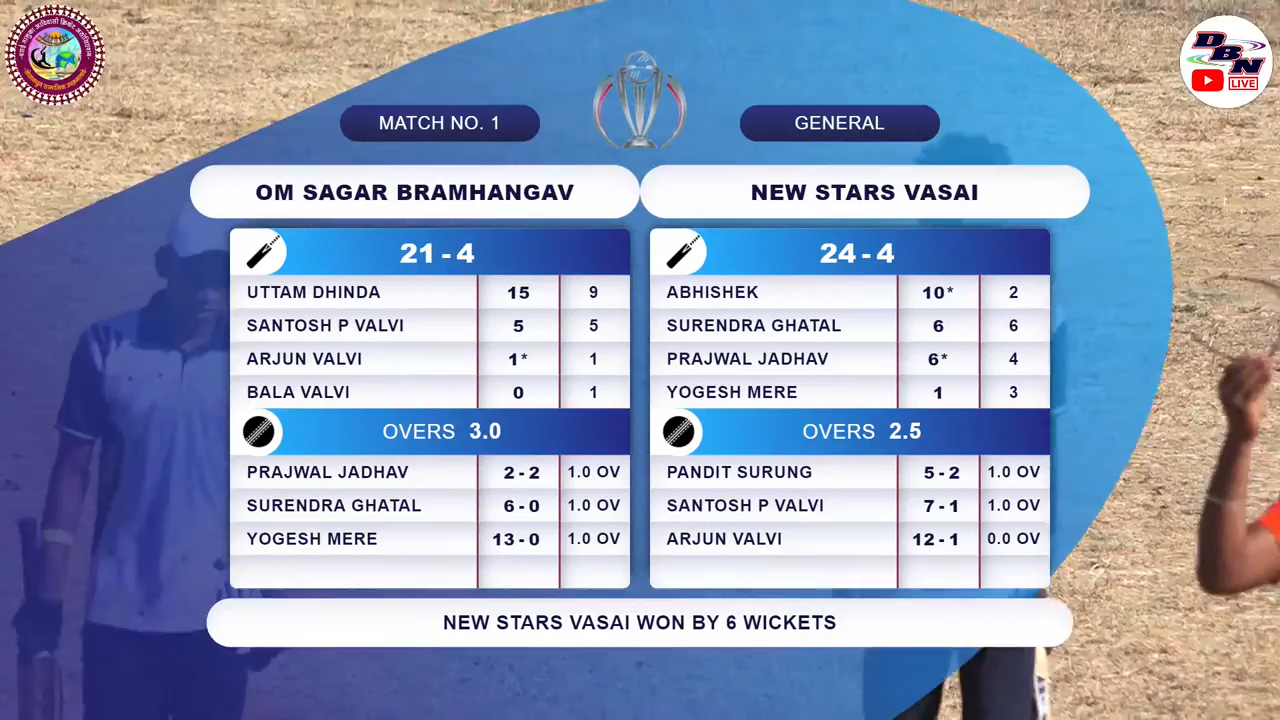 MATCH NO. 1
GENERAL
OM SAGAR BRAMHANGAV
NEW STARS VASAI
21 - 4
UTTAM DHINDA 15 9
SANTOSH P VALVI 5 5
ARJUN VALVI 1* 1
BALA VALVI 0 1
OVERS 3.0
PRAJWAL JADHAV 2 - 2 1.0 OV
SURENDRA GHATAL 6 - 0 1.0 OV
YOGESH MERE 13 - 0 1.0 OV
24 - 4
ABHISHEK 10* 2
SURENDRA GHATAL 6 6
PRAJWAL JADHAV 6* 4
YOGESH MERE 1 3
OVERS 2.5
PANDIT SURUNG 5 - 2 1.0 OV
SANTOSH P VALVI 7 - 1 1.0 OV
ARJUN VALVI 12 - 1 0.0 OV
NEW STARS VASAI WON BY 6 WICKETS
DBN
LIVE